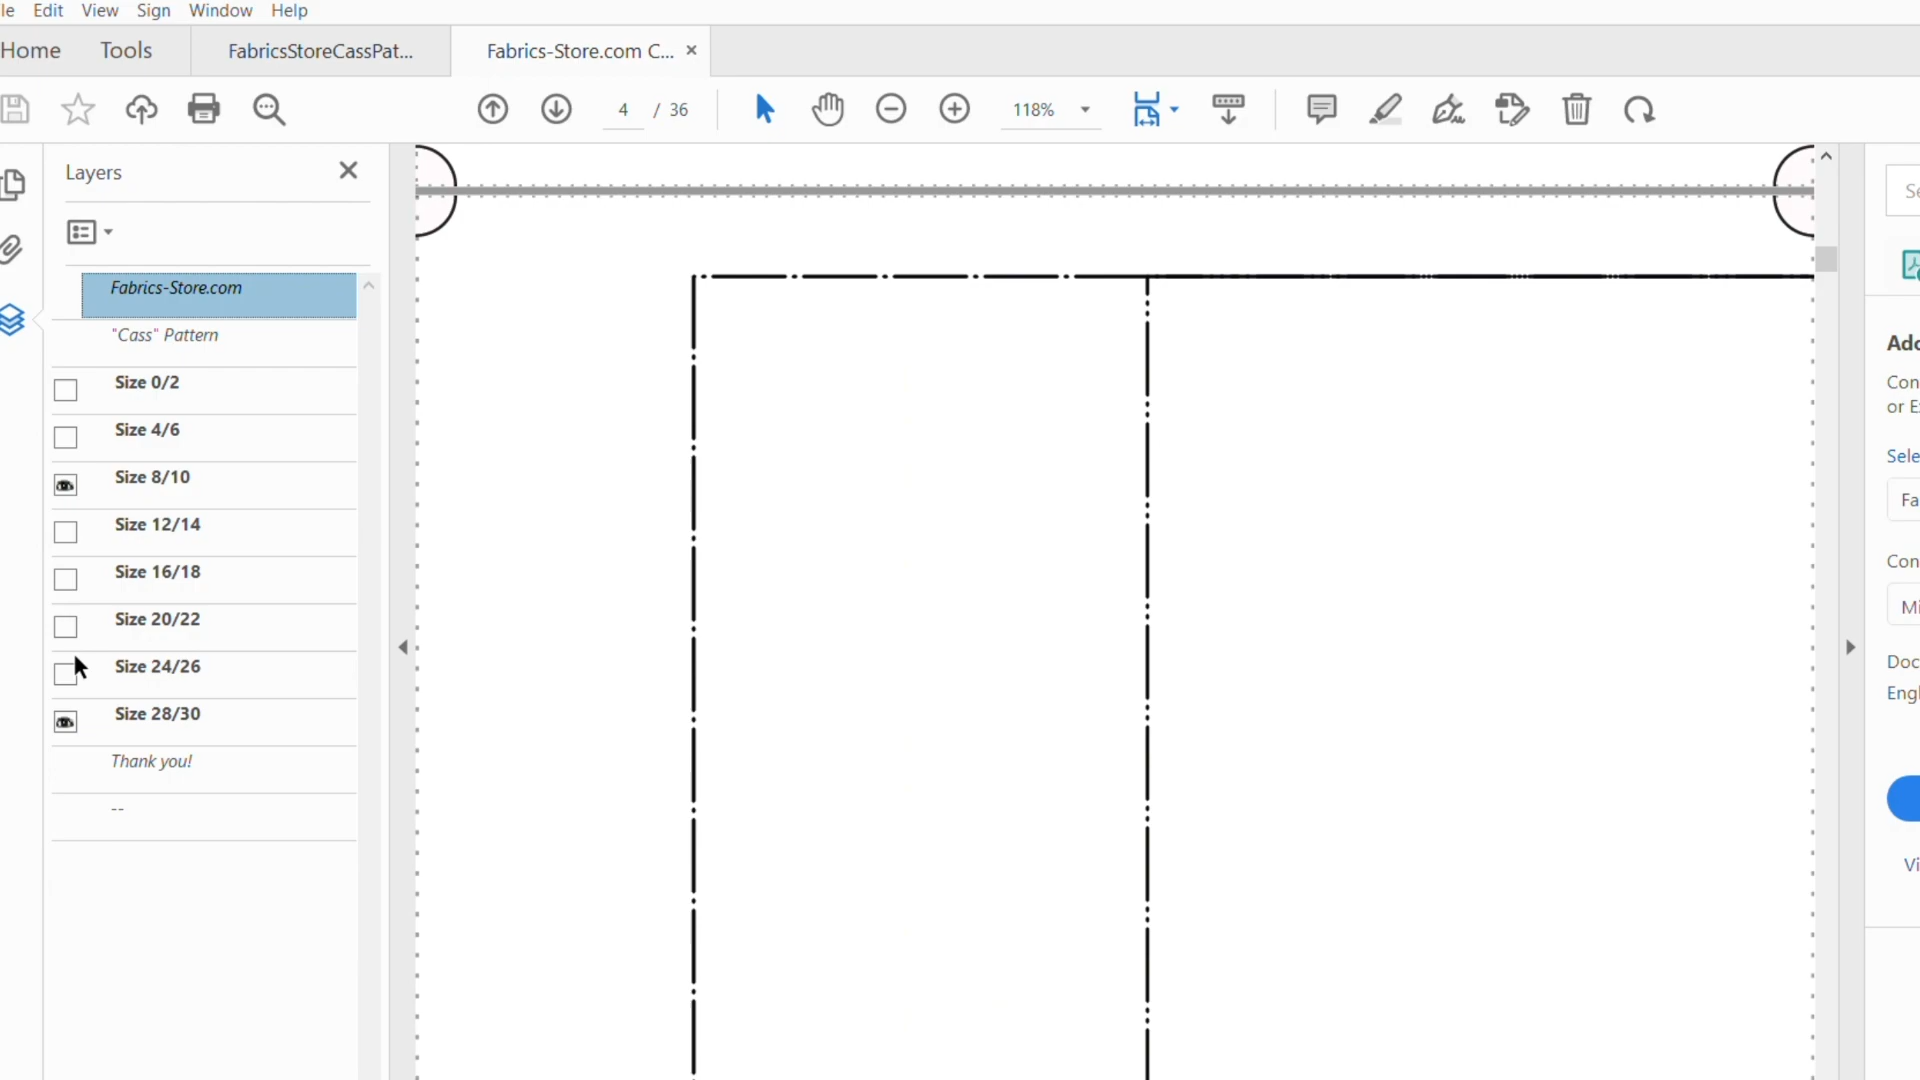 le Edit View Sign Window Help
Home Tools FabricsStoreCassPat... Fabrics-Store.com C...
4 / 36 118%
Layers
Fabrics-Store.com
"Cass" Pattern
Size 0/2
Size 4/6
Size 8/10
Size 12/14
Size 16/18
Size 20/22
Size 24/26
Size 28/30
Thank you!
--
Se
Ado
Con
or E
Sele
Fa
Con
Mi
Doc
Engl
Vi